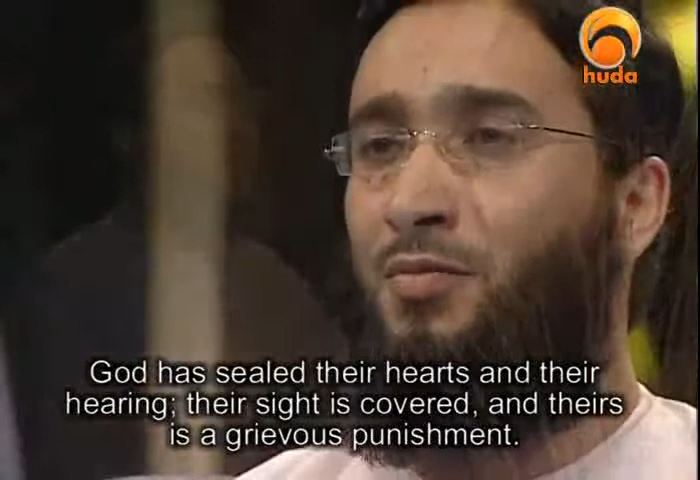 huda
God has sealed their hearts and their
hearing; their sight is covered, and theirs
is a grievous punishment.